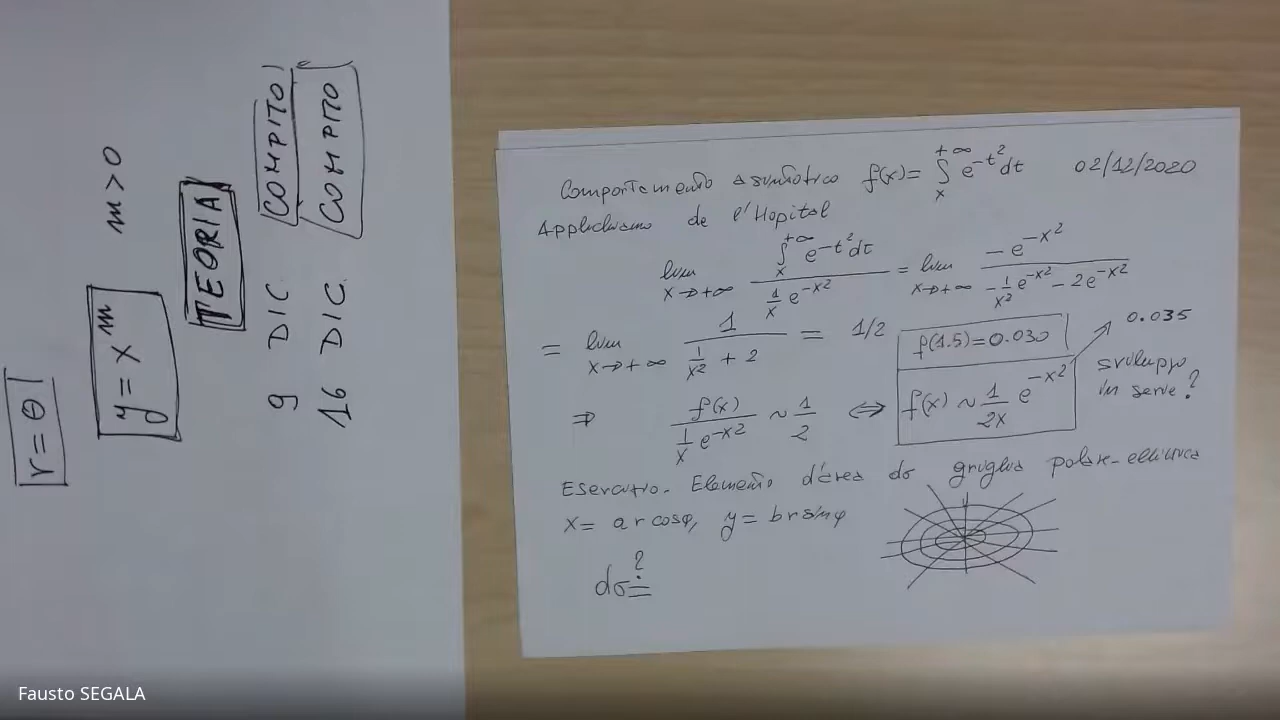 r = θ
y = x^m m > 0
TEORIA
9 DIC. COMPITO
16 DIC. COMPITO
Comportamento asintotico f(x) = ∫_x^{+∞} e^{-t²} dt 02/12/2020
Applichiamo de l'Hopital
lim_{x→+∞} (∫_x^{+∞} e^{-t²} dt) / (1/x e^{-x²}) = lim_{x→+∞} (-e^{-x²}) / (-1/x² e^{-x²} - 2e^{-x²})
= lim_{x→+∞} 1 / (1/x² + 2) = 1/2 f(1.5) = 0.030 0.035
⇒ f(x) / (1/x e^{-x²}) ~ 1/2 ⇔ f(x) ~ 1/2x e^{-x²} sviluppo
in serie?
Esercizio. Elemento d'area di griglia polare-ellittica
x = a r cosφ, y = b r sinφ
dσ = ?
Fausto SEGALA